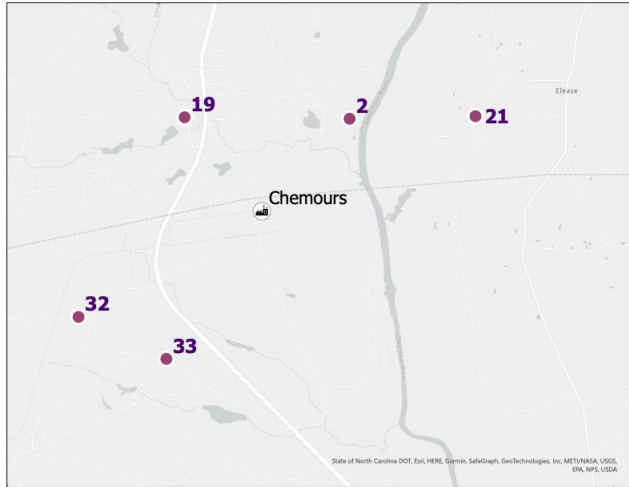 19
2
21
Elease
Chemours
32
33
State of North Carolina DOT, Esri, HERE, Garmin, SafeGraph, GeoTechnologies, Inc, METI/NASA, USGS,
EPA, NPS, USDA